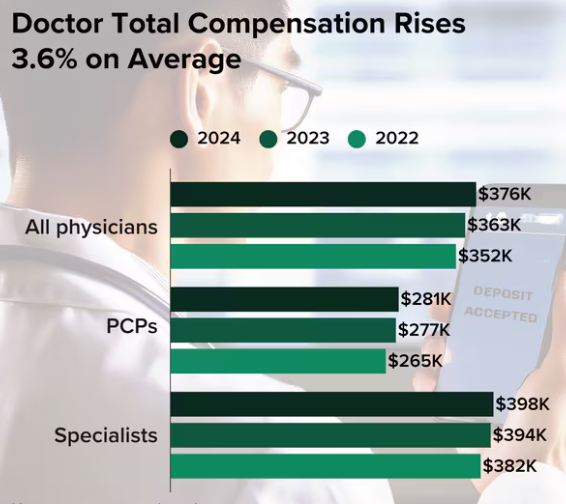 Doctor Total Compensation Rises
3.6% on Average
2024 2023 2022
All physicians
$376K
$363K
$352K
PCPs
$281K
$277K
$265K
Specialists
$398K
$394K
$382K
DEPOSIT
ACCEPTED